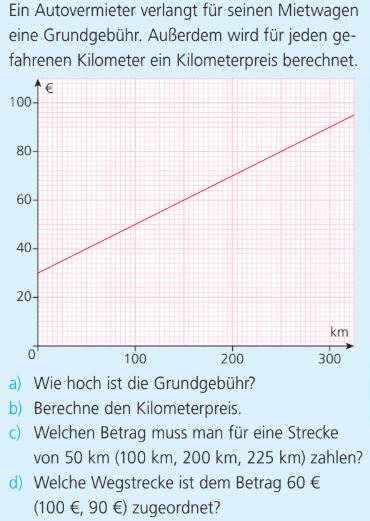 Ein Autovermieter verlangt für seinen Mietwagen
eine Grundgebühr. Außerdem wird für jeden ge-
fahrenen Kilometer ein Kilometerpreis berechnet.
€
100
80
60
40
20
km
0
100
200
300
a) Wie hoch ist die Grundgebühr?
b) Berechne den Kilometerpreis.
c) Welchen Betrag muss man für eine Strecke
von 50 km (100 km, 200 km, 225 km) zahlen?
d) Welche Wegstrecke ist dem Betrag 60 €
(100 €, 90 €) zugeordnet?